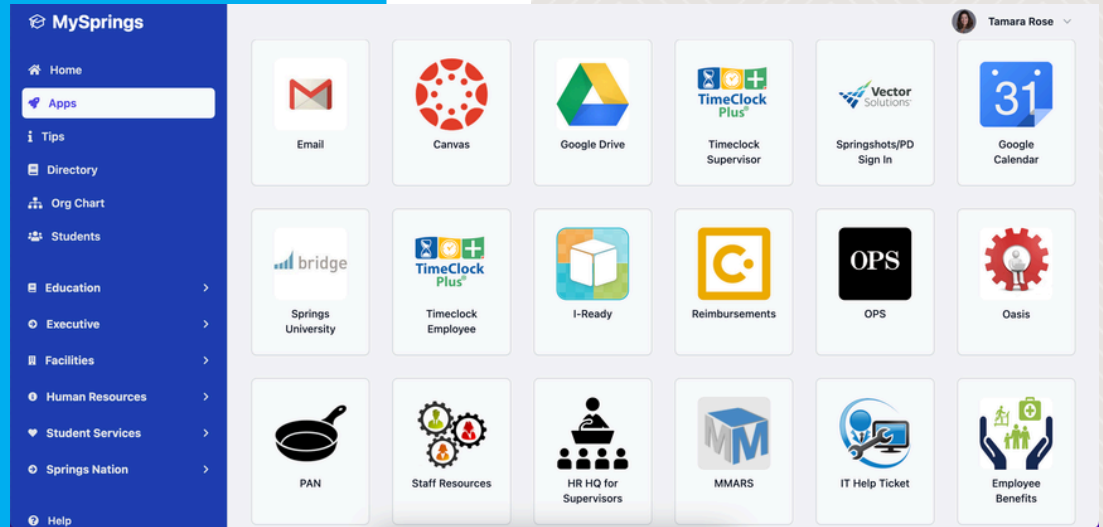 MySprings
Tamara Rose
Home
Apps
Tips
Directory
Org Chart
Students
Education
Executive
Facilities
Human Resources
Student Services
Springs Nation
Help
Email
Canvas
Google Drive
TimeClock
Plus®
Timeclock
Supervisor
Vector
Solutions
Springshots/PD
Sign In
31
Google
Calendar
bridge
Springs
University
TimeClock
Plus®
Timeclock
Employee
I-Ready
Reimbursements
OPS
OPS
Oasis
PAN
Staff Resources
HR HQ for
Supervisors
MM
MMARS
IT Help Ticket
Employee
Benefits